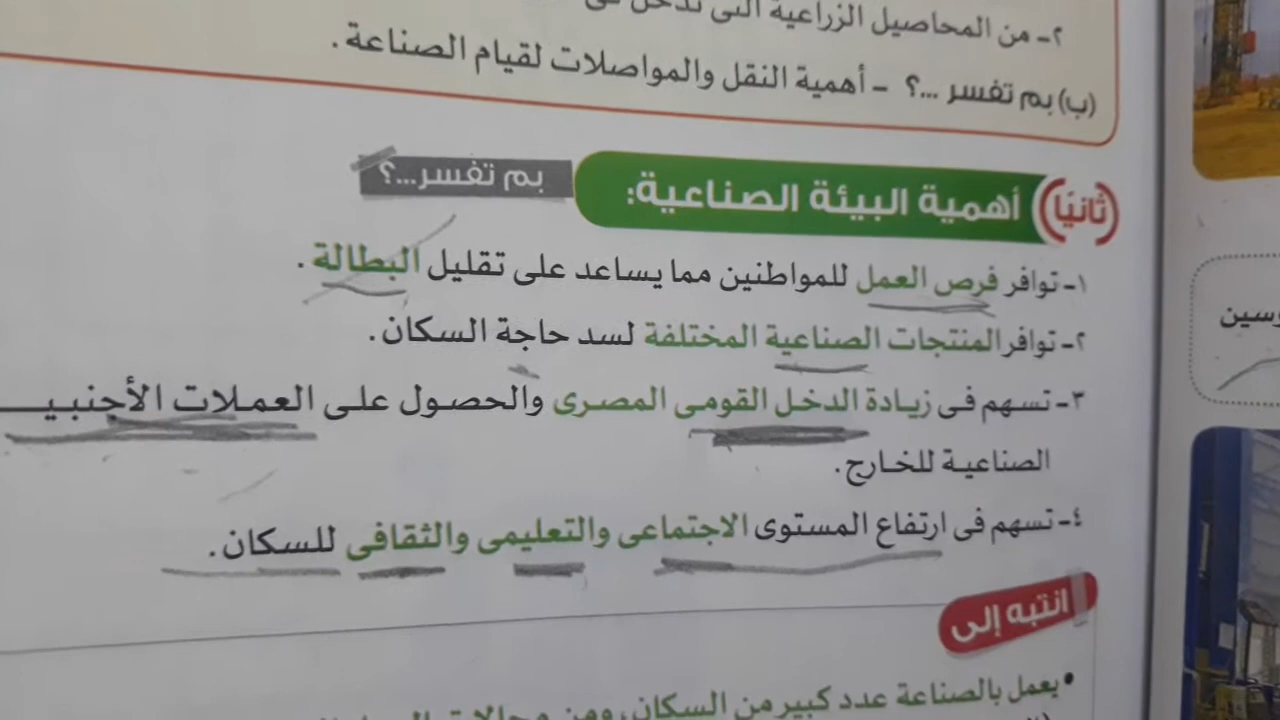 ٢- من المحاصيل الزراعية التى تدخل فى
(ب) بم تفسر ...؟ - أهمية النقل والمواصلات لقيام الصناعة .
ثانيًا أهمية البيئة الصناعية: بم تفسر...؟
١- توافر فرص العمل للمواطنين مما يساعد على تقليل البطالة .
٢- توافر المنتجات الصناعية المختلفة لسد حاجة السكان .
٣- تسهم فى زيادة الدخل القومى المصرى والحصول على العملات
الصناعية للخارج .
٤- تسهم فى ارتفاع المستوى الاجتماعى والتعليمى والثقافى للسكان .
انتبه إلى
• يعمل بالصناعة عدد كبير من السكان، ومن